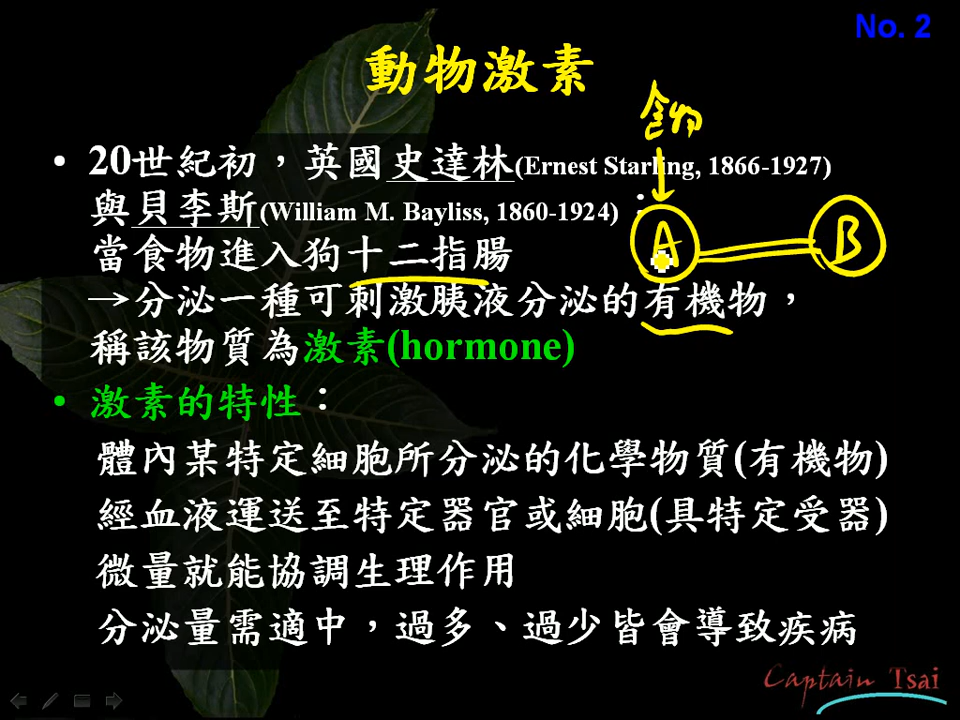 No. 2
動物激素
食物
• 20世紀初，英國史達林(Ernest Starling, 1866-1927)
與貝李斯(William M. Bayliss, 1860-1924)：
A B
當食物進入狗十二指腸
→分泌一種可刺激胰液分泌的有機物，
稱該物質為激素(hormone)
• 激素的特性：
體內某特定細胞所分泌的化學物質(有機物)
經血液運送至特定器官或細胞(具特定受器)
微量就能協調生理作用
分泌量需適中，過多、過少皆會導致疾病
Captain Tsai